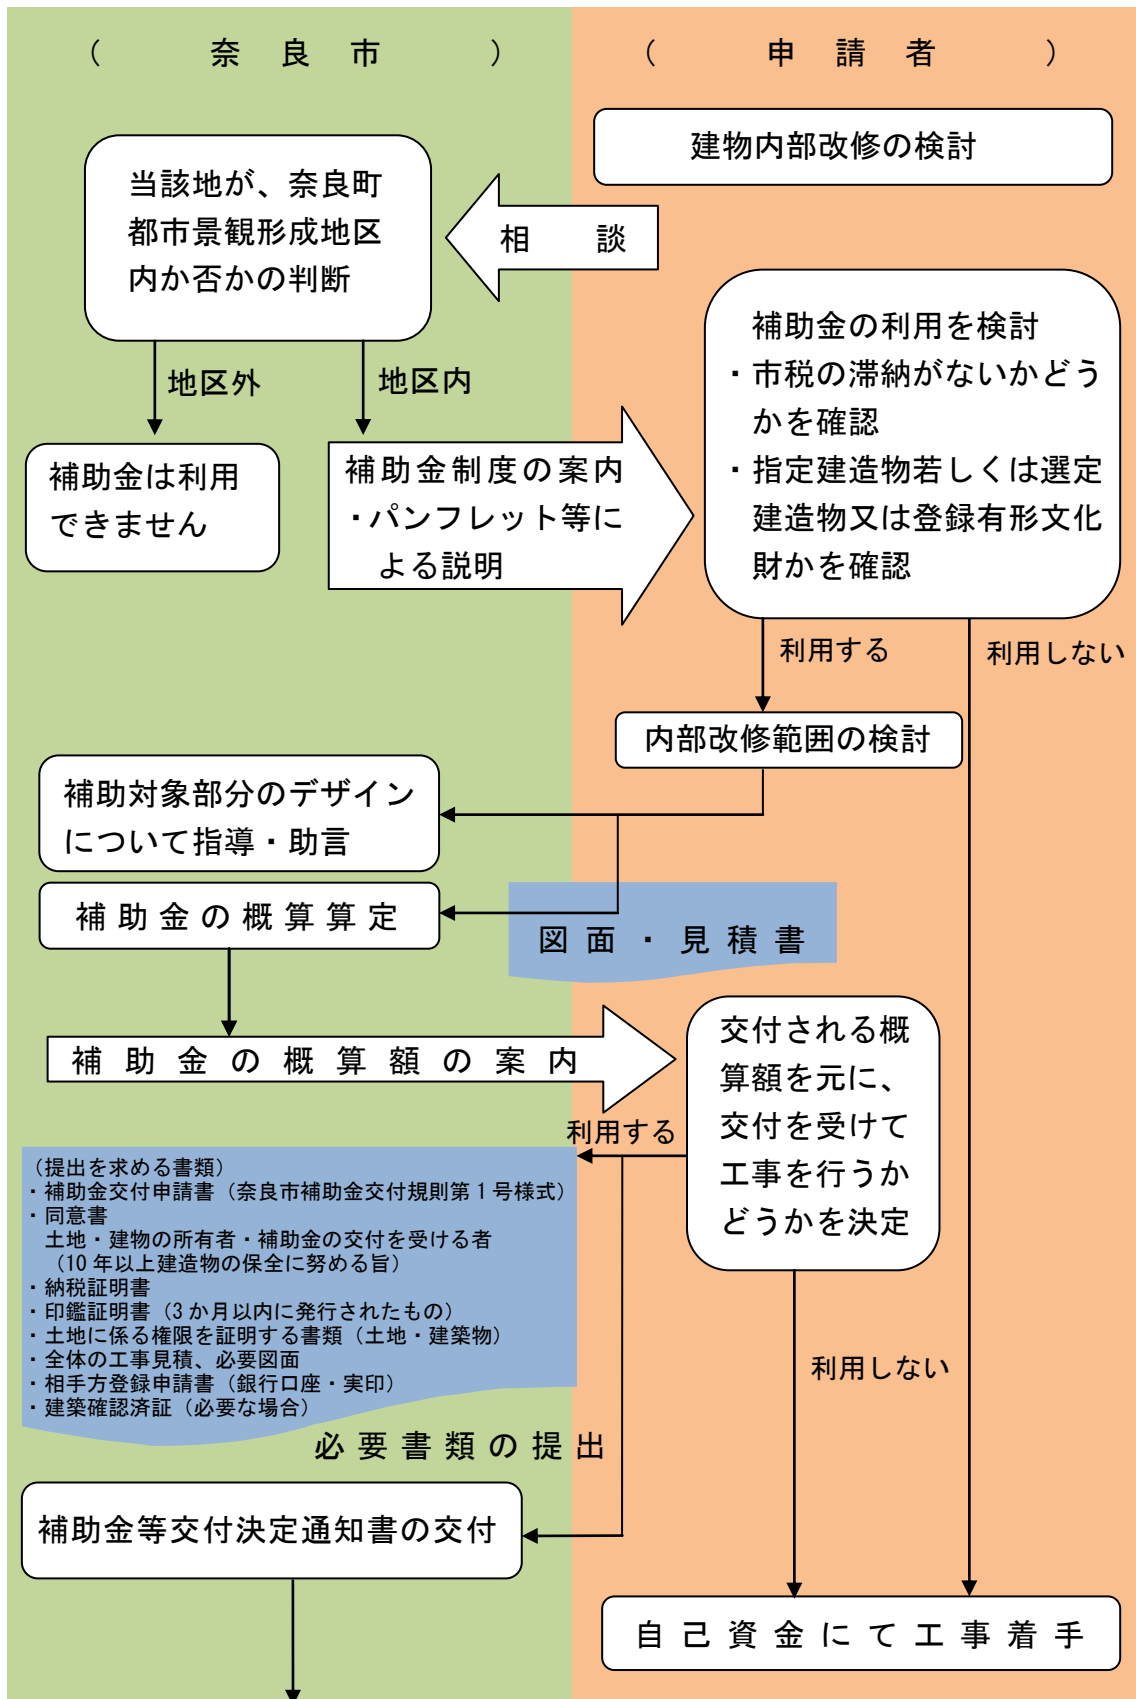 （　奈　良　市　）
（　申　請　者　）
建物内部改修の検討
当該地が、奈良町
都市景観形成地区
内か否かの判断
相　談
補助金の利用を検討
・市税の滞納がないかどう
かを確認
・指定建造物若しくは選定
建造物又は登録有形文化
財かを確認
地区外
地区内
補助金は利用
できません
補助金制度の案内
・パンフレット等に
よる説明
利用する
利用しない
内部改修範囲の検討
補助対象部分のデザイン
について指導・助言
補助金の概算算定
図面・見積書
補助金の概算額の案内
交付される概
算額を元に、
交付を受けて
工事を行うか
どうかを決定
利用する
（提出を求める書類）
・補助金交付申請書（奈良市補助金交付規則第１号様式）
・同意書
土地・建物の所有者・補助金の交付を受ける者
（10年以上建造物の保全に努める旨）
・納税証明書
・印鑑証明書（3か月以内に発行されたもの）
・土地に係る権限を証明する書類（土地・建築物）
・全体の工事見積、必要図面
・相手方登録申請書（銀行口座・実印）
・建築確認済証（必要な場合）
利用しない
必要書類の提出
補助金等交付決定通知書の交付
自己資金にて工事着手